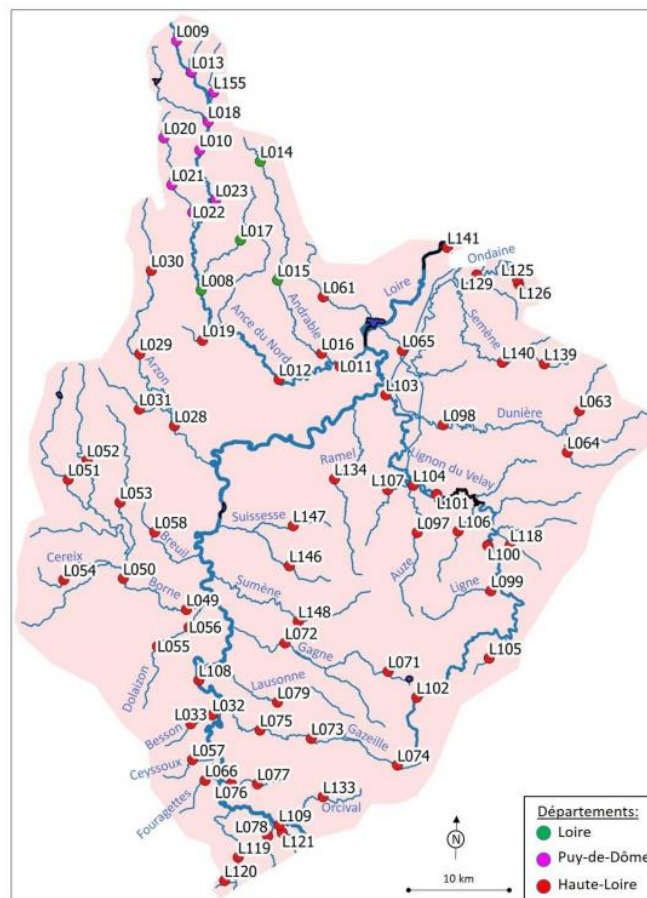 L009
L013
L155
L018
L020
L010
L014
L021
L023
L022
L017
L141
Ondaine
L030
L125
L129
L015
L126
L008
L061
Loire
Andrable
Ance du Nord
Semène
L019
L029
L016
L065
L140
L139
Arzon
L012
L011
L103
L031
L063
L028
L098
Dunière
L052
Ramel
L064
L051
L134
Lignon du Velay
L053
L107
L104
L101
Suissesse
L147
L058
L097
L106
Breuil
L118
L100
Cereix
L146
Auze
L054
L050
Sumène
Ligne
L099
Borne
L049
L148
L056
L072
L055
Gagne
L105
L071
Dolaizon
L108
Lausonne
L102
L079
L032
L033
L075
L073
Gazeille
Besson
L057
L074
Ceyssoux
L066
L077
L076
L133
Fouragettes
Orcival
L109
L078
L121
L119
L120
N
10 km
Départements:
Loire
Puy-de-Dôme
Haute-Loire